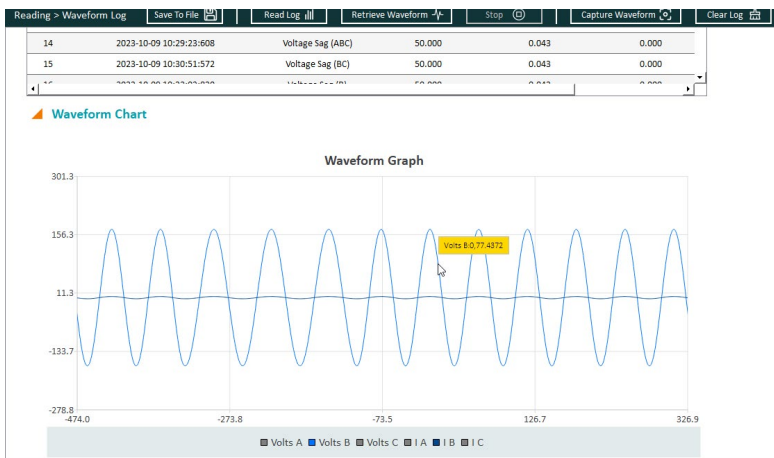 Reading > Waveform Log Save To File Read Log Retrieve Waveform Stop Capture Waveform Clear Log
14 2023-10-09 10:29:23:608 Voltage Sag (ABC) 50.000 0.043 0.000
15 2023-10-09 10:30:51:572 Voltage Sag (BC) 50.000 0.043 0.000
Waveform Chart
Waveform Graph
301.3
156.3
Volts B:0,77.4372
11.3
-133.7
-278.8
-474.0 -273.8 -73.5 126.7 326.9
Volts A Volts B Volts C I A I B I C